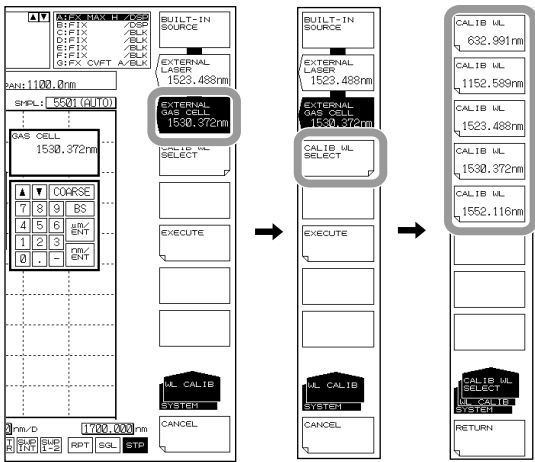 A:FIX MAX H /DSP
B:FIX /DSP
C:FIX /BLK
D:FIX /BLK
E:FIX /BLK
F:FIX /BLK
G:FX CVFT A/BLK
PAN:1100.0nm
SMPL: 5501(AUTO)
GAS CELL
1530.372nm
▲ ▼ COARSE
7 8 9 BS
4 5 6 µm/ENT
1 2 3
0 . - nm/ENT
nm/D 1700.000nm
SWP INT
SWP 1-2
RPT
SGL
STP
BUILT-IN
SOURCE
EXTERNAL
LASER
1523.488nm
EXTERNAL
GAS CELL
1530.372nm
CALIB WL
SELECT
EXECUTE
WL CALIB
SYSTEM
CANCEL
BUILT-IN
SOURCE
EXTERNAL
LASER
1523.488nm
EXTERNAL
GAS CELL
1530.372nm
CALIB WL
SELECT
EXECUTE
WL CALIB
SYSTEM
CANCEL
CALIB WL
632.991nm
CALIB WL
1152.589nm
CALIB WL
1523.488nm
CALIB WL
1530.372nm
CALIB WL
1552.116nm
CALIB WL
SELECT
WL CALIB
SYSTEM
RETURN